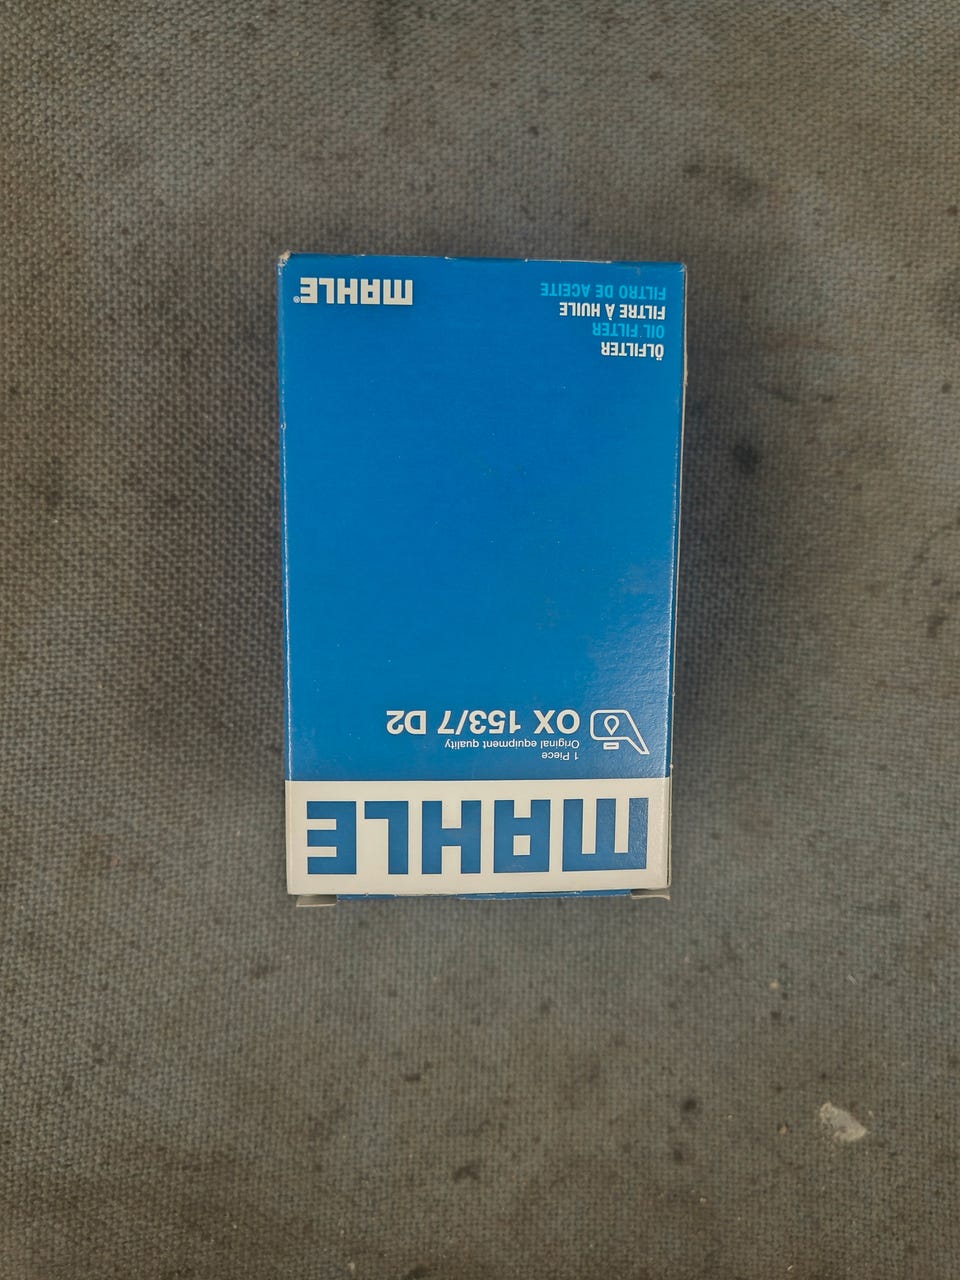 MAHLE
1 Piece
Original equipment quality
OX 153/7 D2
ÖLFILTER
OIL FILTER
FILTRE À HUILE
FILTRO DE ACEITE
MAHLE®